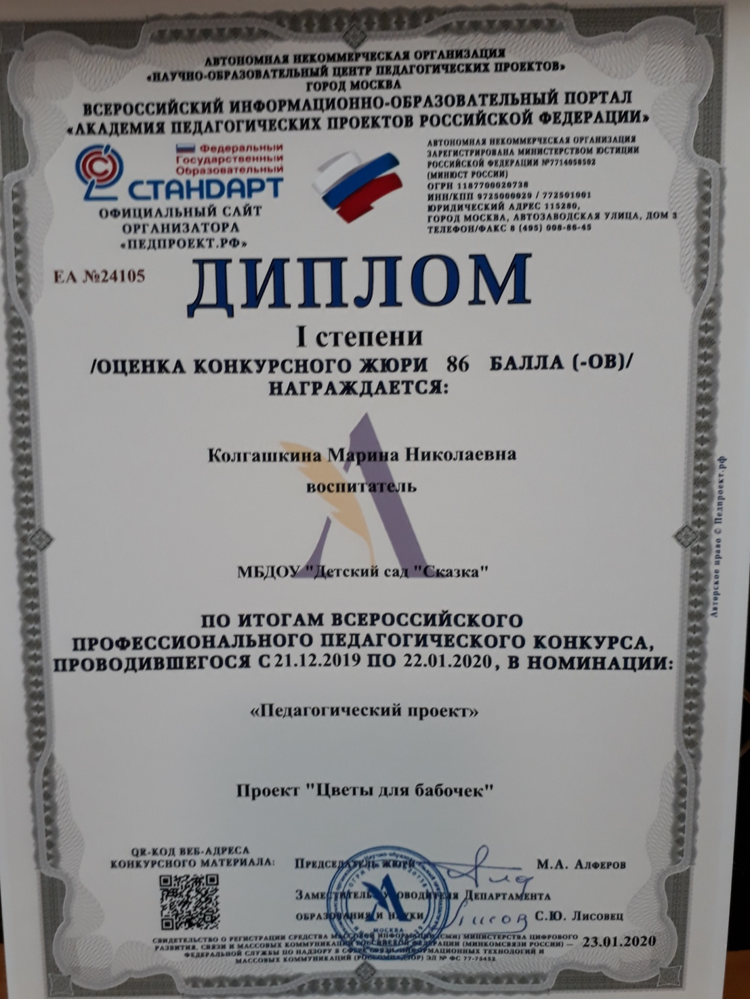 АВТОНОМНАЯ НЕКОММЕРЧЕСКАЯ ОРГАНИЗАЦИЯ
«НАУЧНО-ОБРАЗОВАТЕЛЬНЫЙ ЦЕНТР ПЕДАГОГИЧЕСКИХ ПРОЕКТОВ»
ГОРОД МОСКВА
ВСЕРОССИЙСКИЙ ИНФОРМАЦИОННО-ОБРАЗОВАТЕЛЬНЫЙ ПОРТАЛ
«АКАДЕМИЯ ПЕДАГОГИЧЕСКИХ ПРОЕКТОВ РОССИЙСКОЙ ФЕДЕРАЦИИ»
Федеральный
Государственный
Образовательный
СТАНДАРТ
ОФИЦИАЛЬНЫЙ САЙТ
ОРГАНИЗАТОРА
«ПЕДПРОЕКТ.РФ»
АВТОНОМНАЯ НЕКОММЕРЧЕСКАЯ ОРГАНИЗАЦИЯ
ЗАРЕГИСТРИРОВАНА МИНИСТЕРСТВОМ ЮСТИЦИИ
РОССИЙСКОЙ ФЕДЕРАЦИИ №7714058502
(МИНЮСТ РОССИИ)
ОГРН 1187700020738
ИНН/КПП 9725000029 / 772501001
ЮРИДИЧЕСКИЙ АДРЕС 115280,
ГОРОД МОСКВА, АВТОЗАВОДСКАЯ УЛИЦА, ДОМ 3
ТЕЛЕФОН/ФАКС 8 (495) 008-86-45
ЕА №24105
ДИПЛОМ
I степени
/ОЦЕНКА КОНКУРСНОГО ЖЮРИ 86 БАЛЛА (-ОВ)/
НАГРАЖДАЕТСЯ:
Колгашкина Марина Николаевна
воспитатель
МБДОУ "Детский сад "Сказка"
ПО ИТОГАМ ВСЕРОССИЙСКОГО
ПРОФЕССИОНАЛЬНОГО ПЕДАГОГИЧЕСКОГО КОНКУРСА,
ПРОВОДИВШЕГОСЯ С 21.12.2019 ПО 22.01.2020, В НОМИНАЦИИ:
«Педагогический проект»
Проект "Цветы для бабочек"
Авторское право © Педпроект.рф
QR-КОД ВЕБ-АДРЕСА
КОНКУРСНОГО МАТЕРИАЛА:
ПРЕДСЕДАТЕЛЬ ЖЮРИ М.А. АЛФЕРОВ
ЗАМЕСТИТЕЛЬ РУКОВОДИТЕЛЯ ДЕПАРТАМЕНТА
ОБРАЗОВАНИЯ И НАУКИ С.Ю. ЛИСОВЕЦ
МОСКВА
СВИДЕТЕЛЬСТВО О РЕГИСТРАЦИИ СРЕДСТВА МАССОВОЙ ИНФОРМАЦИИ (СМИ) МИНИСТЕРСТВА ЦИФРОВОГО
РАЗВИТИЯ, СВЯЗИ И МАССОВЫХ КОММУНИКАЦИЙ РОССИЙСКОЙ ФЕДЕРАЦИИ (МИНКОМСВЯЗИ РОССИИ) —
ФЕДЕРАЛЬНОЙ СЛУЖБЫ ПО НАДЗОРУ В СФЕРЕ СВЯЗИ, ИНФОРМАЦИОННЫХ ТЕХНОЛОГИЙ И
МАССОВЫХ КОММУНИКАЦИЙ (РОСКОМНАДЗОР) ЭЛ № ФС 77-75452
23.01.2020